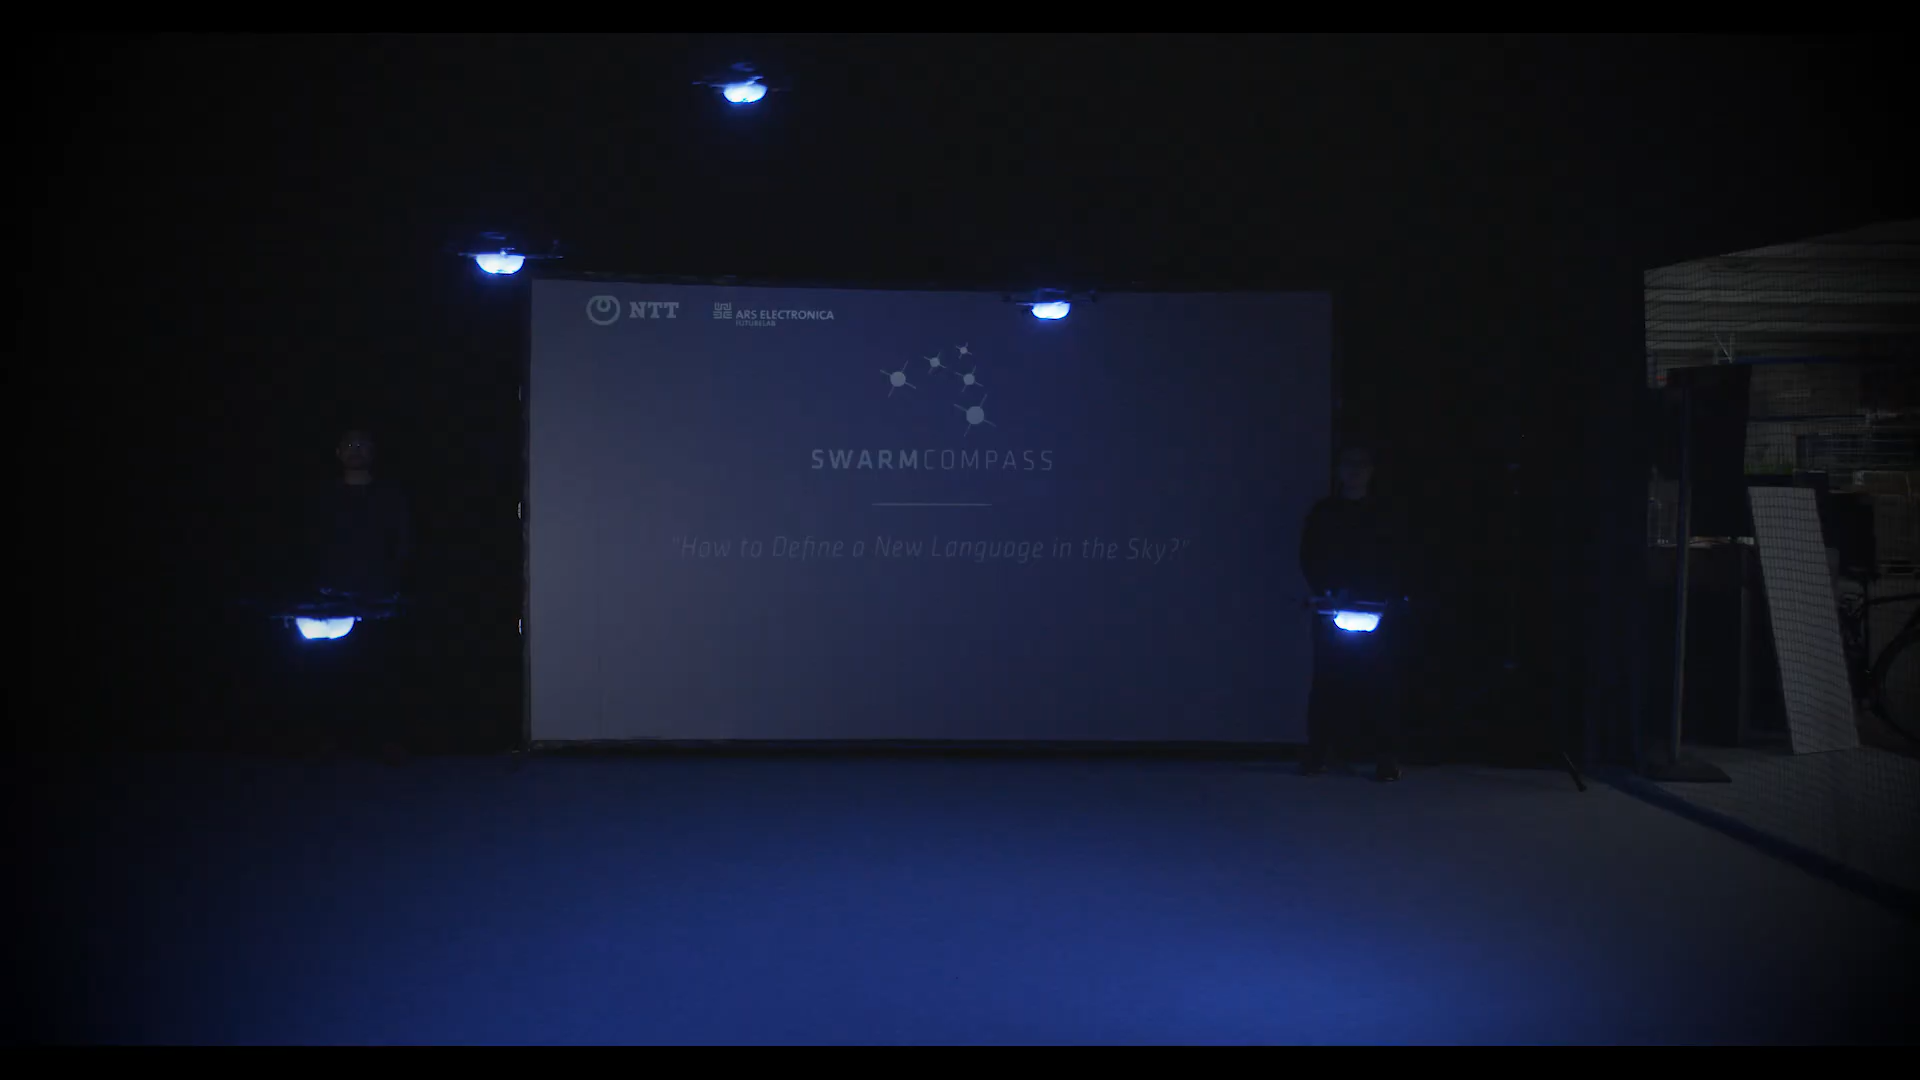 NTT
ARS ELECTRONICA
FUTURELAB
SWARMCOMPASS
"How to Define a New Language in the Sky?"